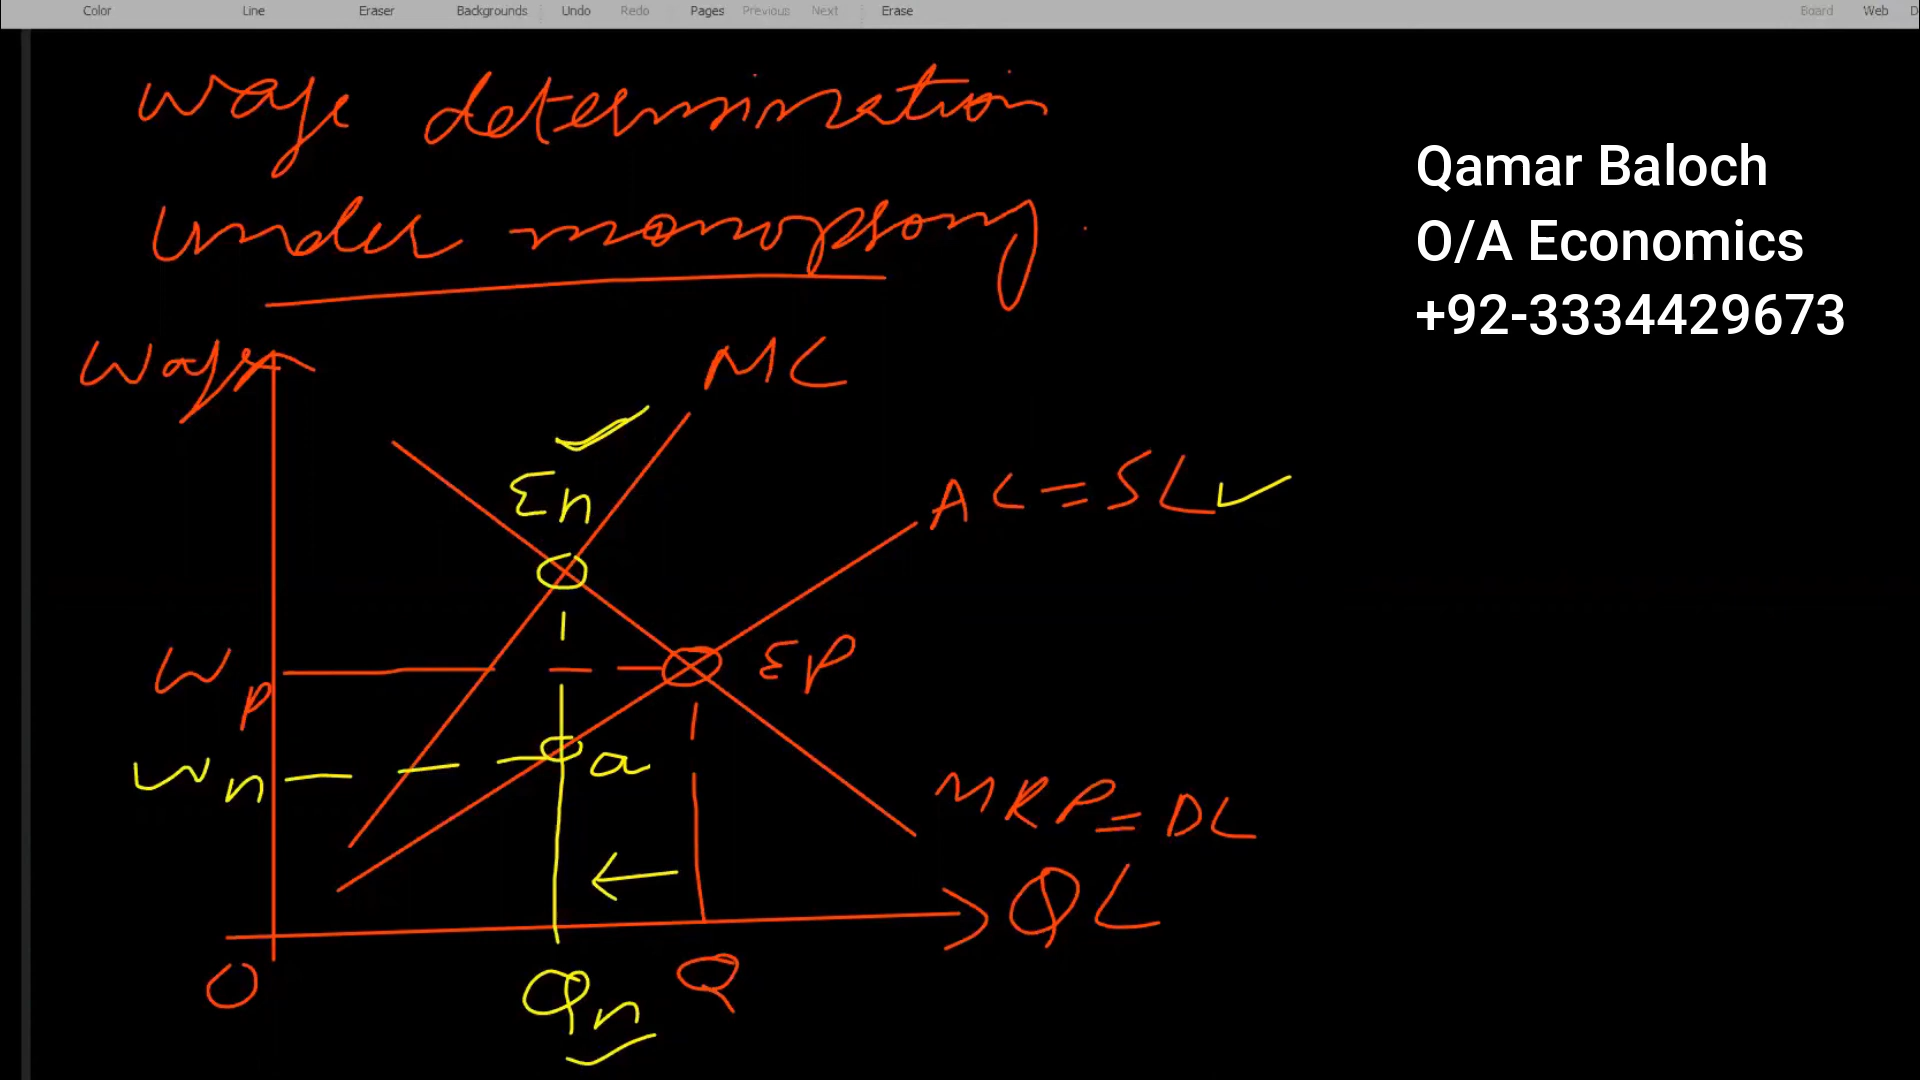 Color Line Eraser Backgrounds Undo Redo Pages Previous Next Erase Board Web D
wage determination
under monopsony.
Qamar Baloch
O/A Economics
+92-3334429673
Wage
MC
En
AC = SL
Wp
EP
Wn
a
MRP = DL
QL
O
Qn
Q